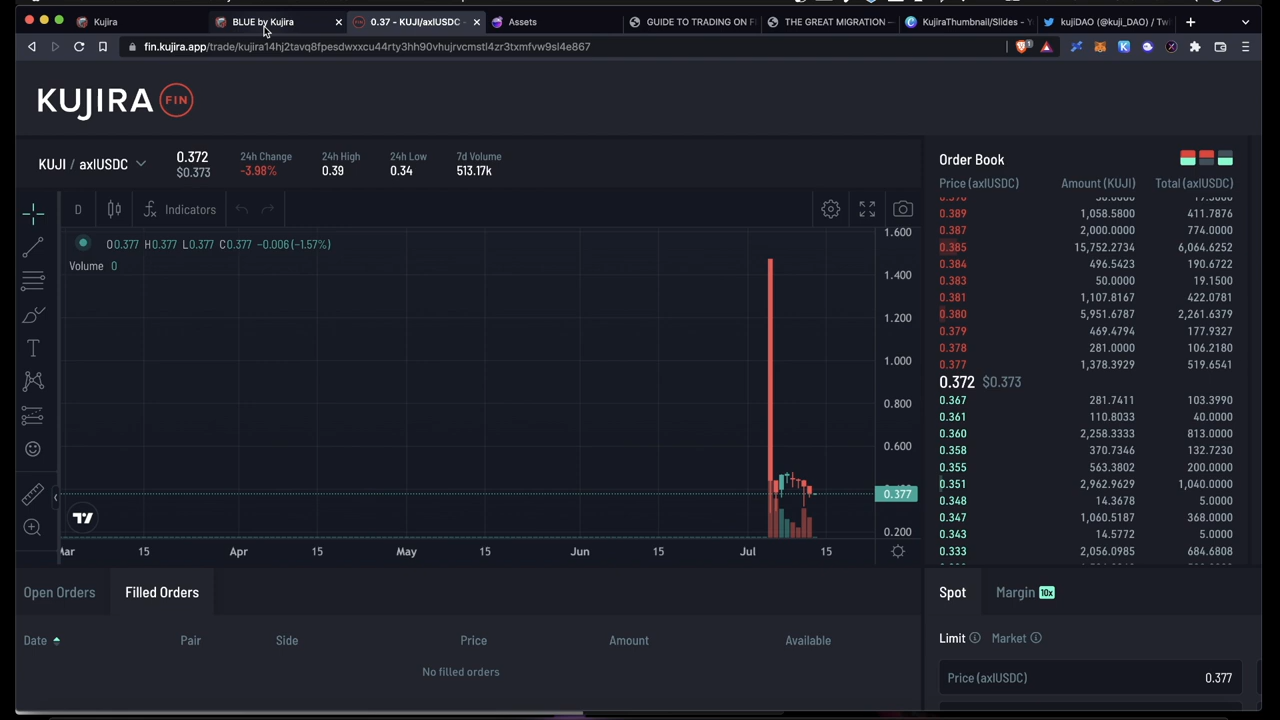 Kujira
BLUE by Kujira
0.37 - KUJI/axlUSDC -
Assets
GUIDE TO TRADING ON F
THE GREAT MIGRATION –
KujiraThumbnail/Slides - Y
kujiDAO (@kuji_DAO) / Tw
fin.kujira.app/trade/kujira14hj2tavq8fpesdwxxcu44rty3hh90vhujrvcmstl4zr3txmfvw9sl4e867
KUJIRA FIN
KUJI / axlUSDC
0.372
$0.373
24h Change
-3.98%
24h High
0.39
24h Low
0.34
7d Volume
513.17k
D
Indicators
O0.377 H0.377 L0.377 C0.377 −0.006 (−1.57%)
Volume 0
1.600
1.400
1.200
1.000
0.800
0.600
0.377
0.200
15
Apr
15
May
15
Jun
15
Jul
15
Order Book
Price (axlUSDC) Amount (KUJI) Total (axlUSDC)
0.389 1,058.5800 411.7876
0.387 2,000.0000 774.0000
0.385 15,752.2734 6,064.6252
0.384 496.5423 190.6722
0.383 50.0000 19.1500
0.381 1,107.8167 422.0781
0.380 5,951.6787 2,261.6379
0.379 469.4794 177.9327
0.378 281.0000 106.2180
0.377 1,378.3929 519.6541
0.372 $0.373
0.367 281.7411 103.3990
0.361 110.8033 40.0000
0.360 2,258.3333 813.0000
0.358 370.7346 132.7230
0.355 563.3802 200.0000
0.351 2,962.9629 1,040.0000
0.348 14.3678 5.0000
0.347 1,060.5187 368.0000
0.343 14.5772 5.0000
0.333 2,056.0985 684.6808
Open Orders
Filled Orders
Date Pair Side Price Amount Available
No filled orders
Spot
Margin 10x
Limit
Market
Price (axlUSDC) 0.377